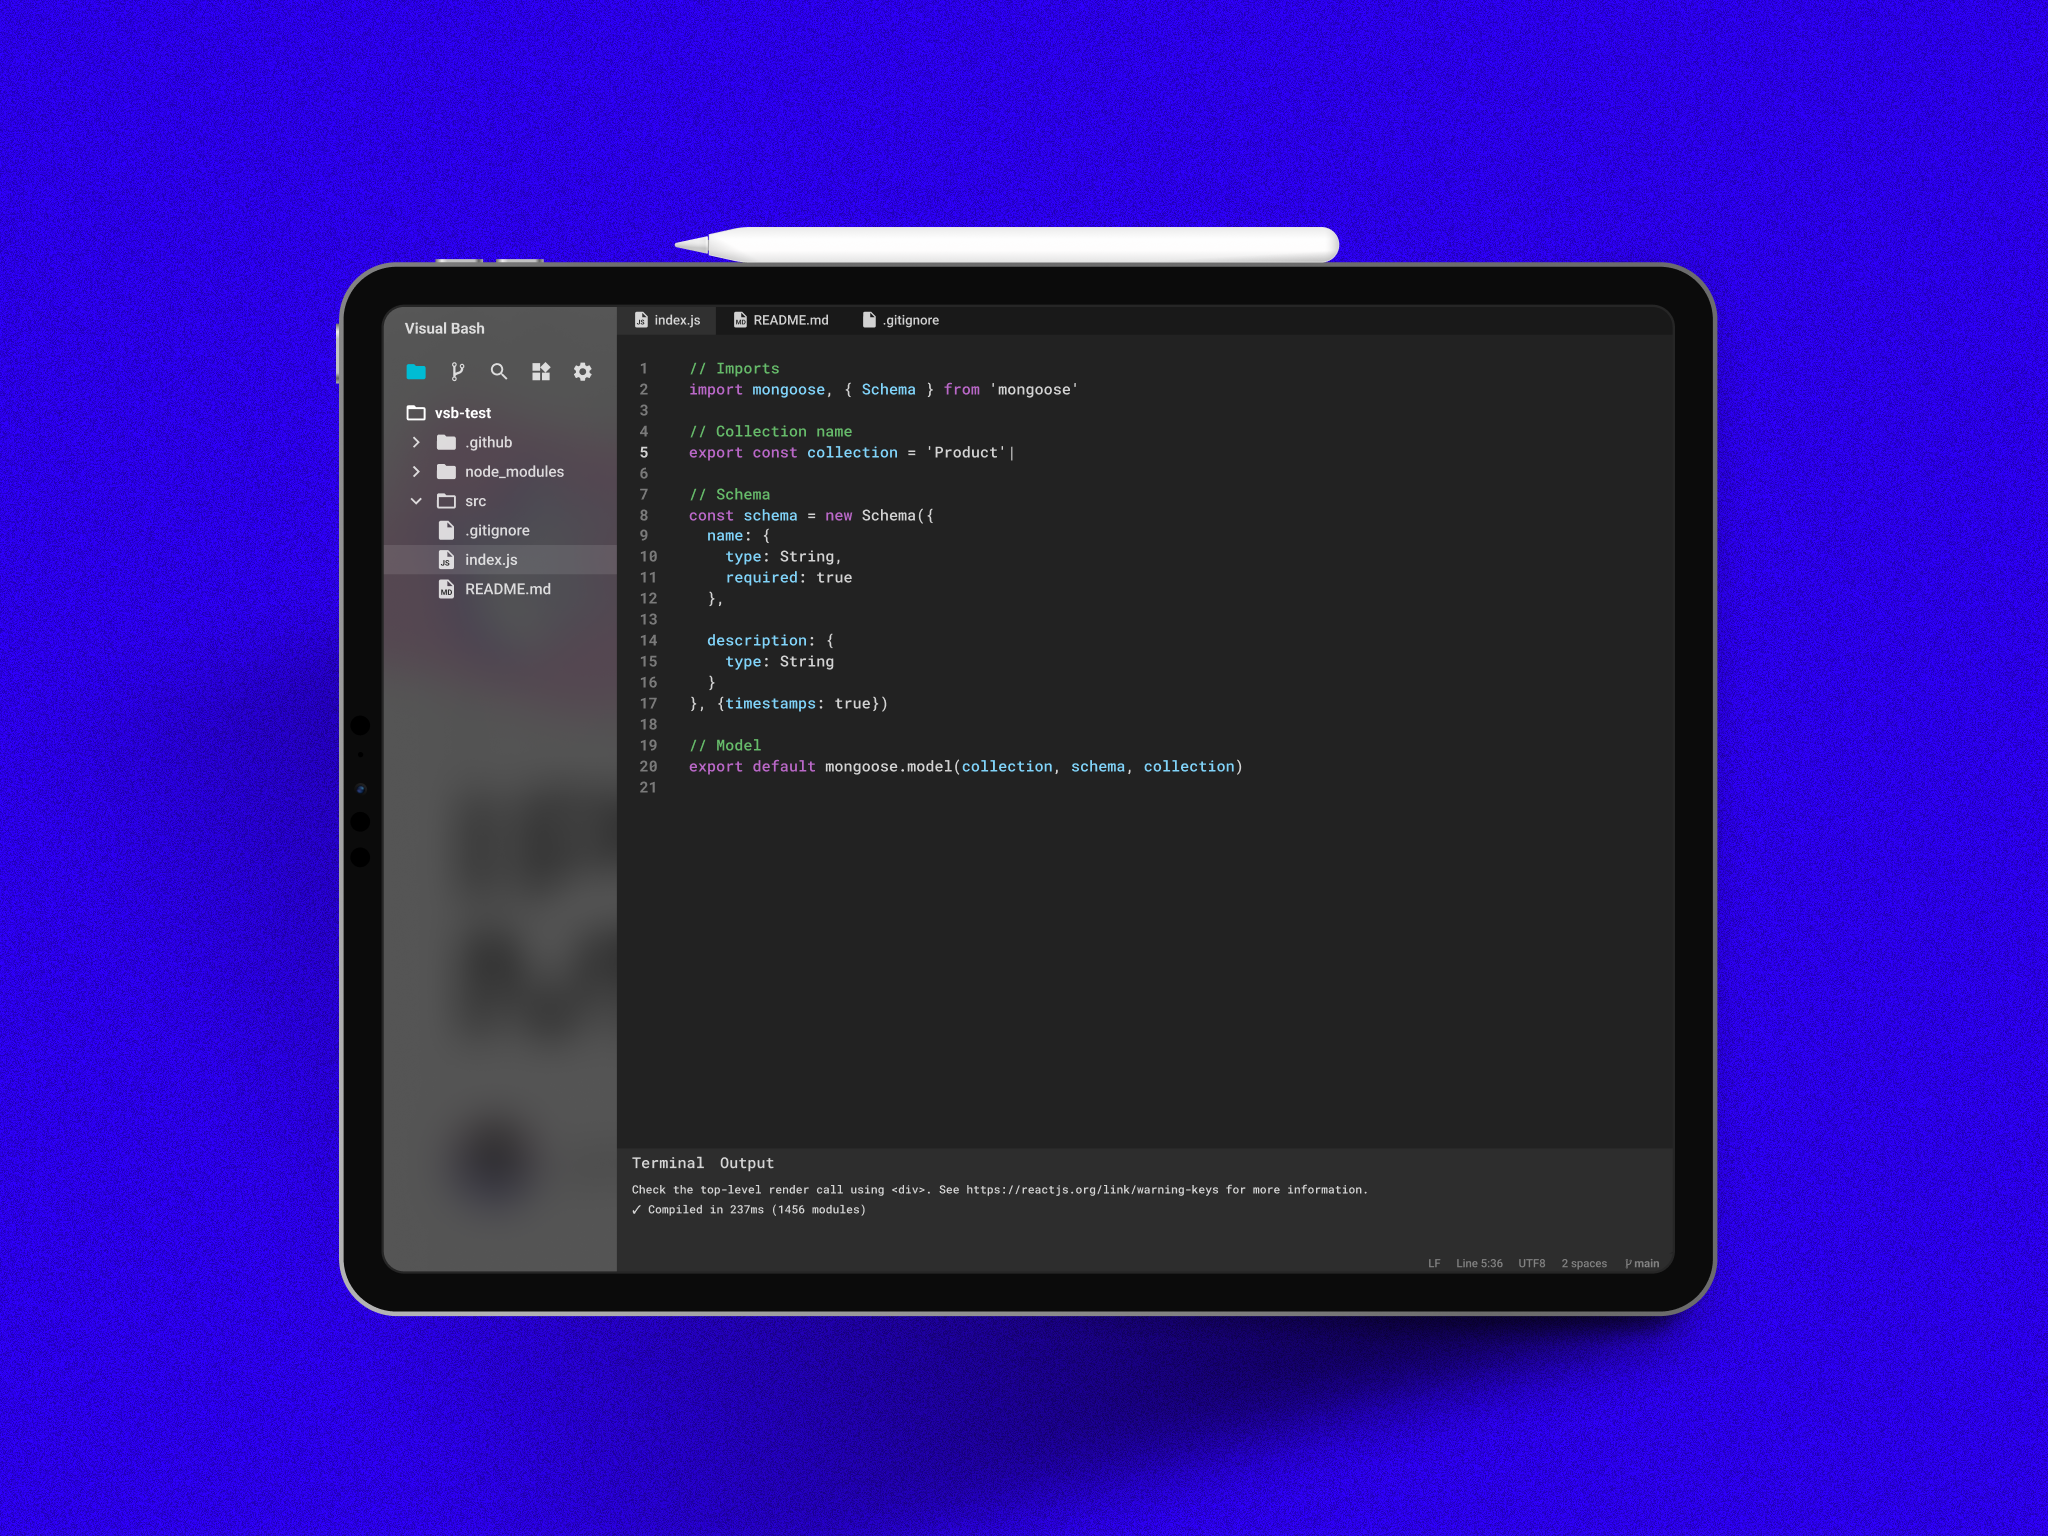 Visual Bash
vsb-test
.github
node_modules
src
.gitignore
index.js
README.md
index.js README.md .gitignore
1 // Imports
2 import mongoose, { Schema } from 'mongoose'
3
4 // Collection name
5 export const collection = 'Product'|
6
7 // Schema
8 const schema = new Schema({
9   name: {
10     type: String,
11     required: true
12   },
13
14   description: {
15     type: String
16   }
17 }, {timestamps: true})
18
19 // Model
20 export default mongoose.model(collection, schema, collection)
21
Terminal Output
Check the top-level render call using <div>. See https://reactjs.org/link/warning-keys for more information.
✓ Compiled in 237ms (1456 modules)
LF Line 5:36 UTF8 2 spaces main